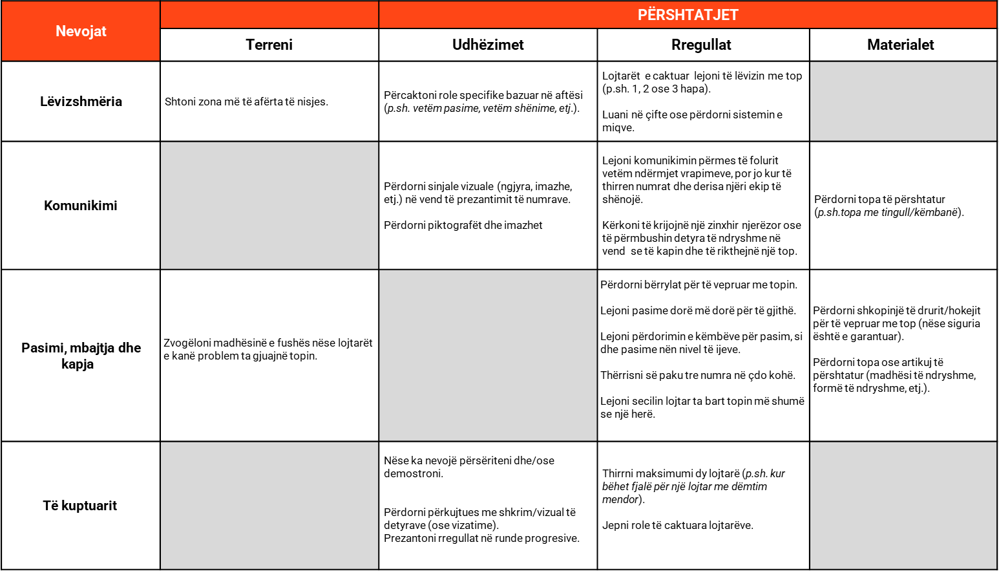 Nevojat
PËRSHTATJET
Terreni
Udhëzimet
Rregullat
Materialet
Lëvizshmëria
Shtoni zona më të afërta të nisjes.
Përcaktoni role specifike bazuar në aftësi
(p.sh. vetëm pasime, vetëm shënime, etj.).
Lojtarët e caktuar lejoni të lëvizin me top
(p.sh. 1, 2 ose 3 hapa).
Luani në çifte ose përdorni sistemin e
miqve.
Komunikimi
Përdorni sinjale vizuale (ngjyra, imazhe,
etj.) në vend të prezantimit të numrave.
Përdorni piktografët dhe imazhet
Lejoni komunikimin përmes të folurit
vetëm ndërmjet vrapimeve, por jo kur të
thirren numrat dhe derisa njëri ekip të
shënojë.
Kërkoni të krijojnë një zinxhir njerëzor ose
të përmbushin detyra të ndryshme në
vend se të kapin dhe të rikthejnë një top.
Përdorni topa të përshtatur
(p.sh.topa me tingull/këmbanë).
Pasimi, mbajtja dhe
kapja
Zvogëloni madhësinë e fushës nëse lojtarët
e kanë problem ta gjuajnë topin.
Përdorni bërrylat për të vepruar me topin.
Lejoni pasime dorë më dorë për të gjithë.
Lejoni përdorimin e këmbëve për pasim, si
dhe pasime nën nivel të ijeve.
Thërrisni së paku tre numra në çdo kohë.
Lejoni secilin lojtar ta bart topin më shumë
se një herë.
Përdorni shkopinjë të drurit/hokejit
për të vepruar me top (nëse siguria
është e garantuar).
Përdorni topa ose artikuj të
përshtatur (madhësi të ndryshme,
formë të ndryshme, etj.).
Të kuptuarit
Nëse ka nevojë përsëriteni dhe/ose
demostroni.
Përdorni përkujtues me shkrim/vizual të
detyrave (ose vizatime).
Prezantoni rregullat në runde progresive.
Thirrni maksimumi dy lojtarë (p.sh. kur
bëhet fjalë për një lojtar me dëmtim
mendor).
Jepni role të caktuara lojtarëve.